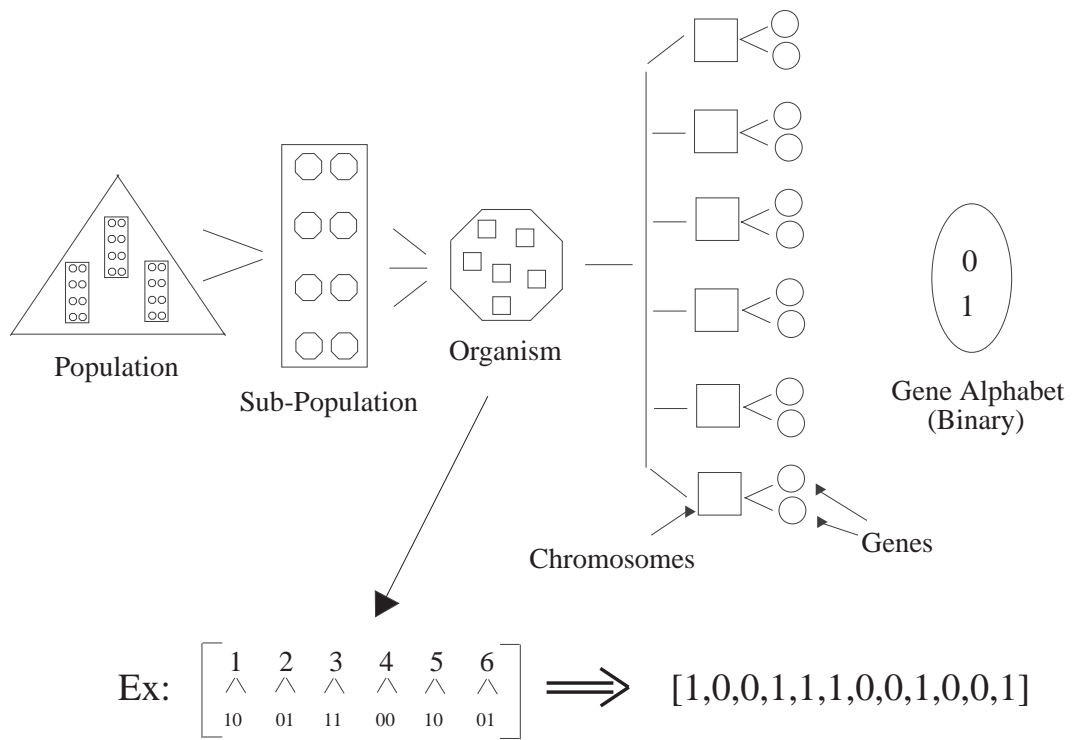 Population
Sub-Population
Organism
0
1
Gene Alphabet
(Binary)
Chromosomes
Genes
Ex:
1 2 3 4 5 6
10 01 11 00 10 01
[1,0,0,1,1,1,0,0,1,0,0,1]